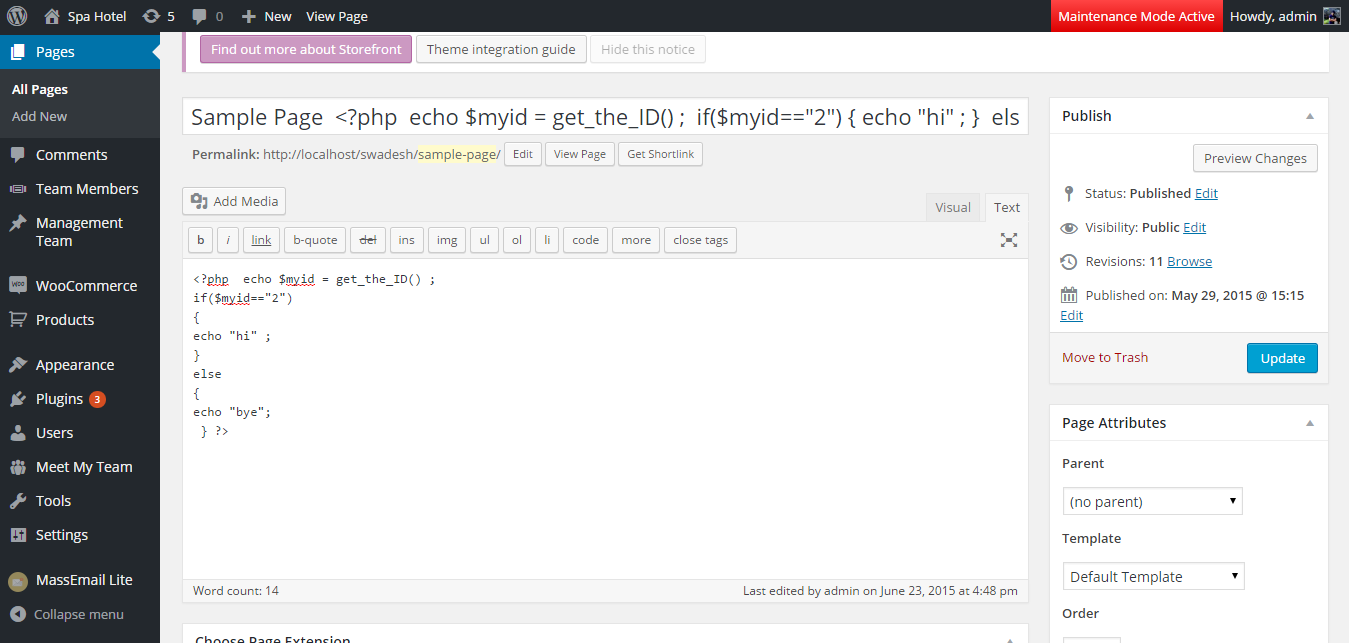 Spa Hotel 5 0 New View Page Maintenance Mode Active Howdy, admin
Pages
All Pages
Add New
Comments
Team Members
Management
Team
WooCommerce
Products
Appearance
Plugins 3
Users
Meet My Team
Tools
Settings
MassEmail Lite
Collapse menu
Find out more about Storefront Theme integration guide Hide this notice
Sample Page <?php echo $myid = get_the_ID() ; if($myid=="2") { echo "hi" ; } els
Permalink: http://localhost/swadesh/sample-page/ Edit View Page Get Shortlink
Add Media
Visual Text
b i link b-quote del ins img ul ol li code more close tags
<?php echo $myid = get_the_ID() ;
if($myid=="2")
{
echo "hi" ;
}
else
{
echo "bye";
} ?>
Word count: 14 Last edited by admin on June 23, 2015 at 4:48 pm
Choose Page Extension
Publish
Preview Changes
Status: Published Edit
Visibility: Public Edit
Revisions: 11 Browse
Published on: May 29, 2015 @ 15:15
Edit
Move to Trash Update
Page Attributes
Parent
(no parent)
Template
Default Template
Order